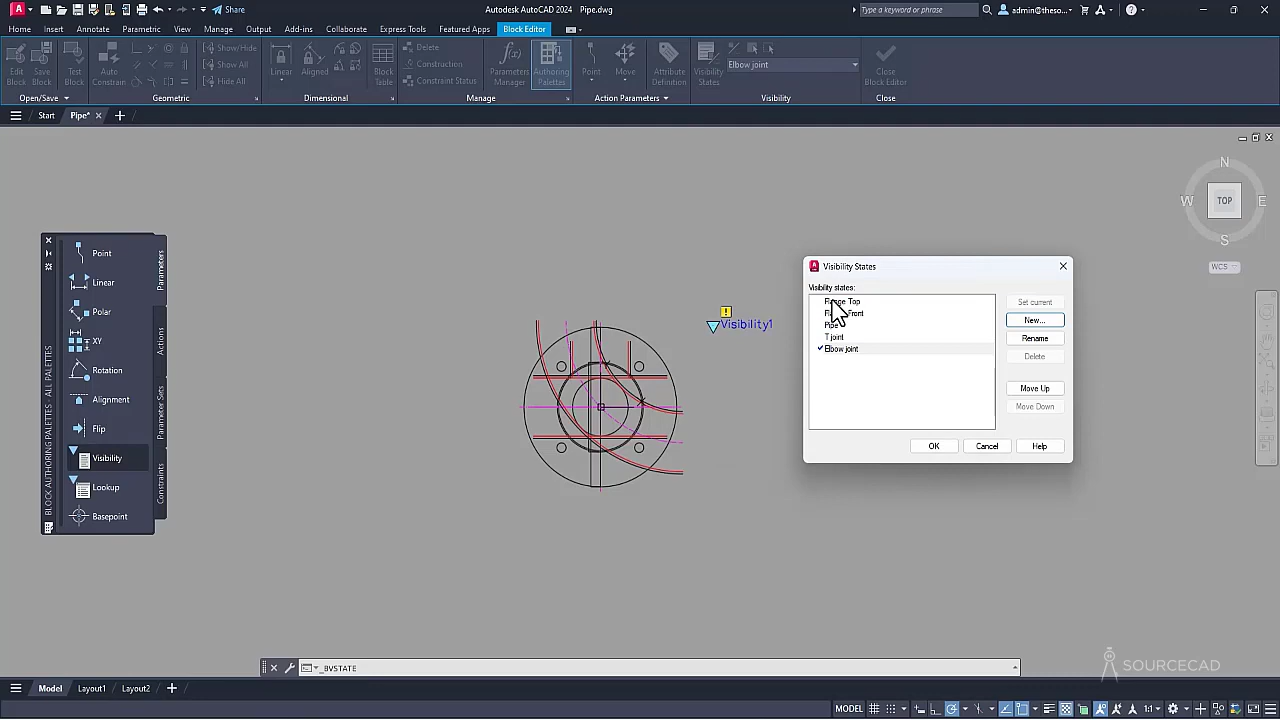 Share
Autodesk AutoCAD 2024 Pipe.dwg
Type a keyword or phrase
admin@theso...
Home
Insert
Annotate
Parametric
View
Manage
Output
Add-ins
Collaborate
Express Tools
Featured Apps
Block Editor
Edit Block
Save Block
Test Block
Auto Constrain
Show/Hide
Show All
Hide All
Linear
Aligned
Block Table
Delete
Construction
Constraint Status
Parameters Manager
Authoring Palettes
Point
Move
Attribute Definition
Visibility States
Elbow joint
Close Block Editor
Open/Save
Geometric
Dimensional
Manage
Action Parameters
Visibility
Close
Start
Pipe*
N
W
TOP
E
S
WCS
Point
Linear
Polar
XY
Rotation
Alignment
Flip
Visibility
Lookup
Basepoint
Parameters
Actions
Parameter Sets
Constraints
BLOCK AUTHORING PALETTES - ALL PALETTES
!
Visibility1
Visibility States
Visibility states:
Top
Front
Pipe
T joint
Elbow joint
Set current
New...
Rename
Delete
Move Up
Move Down
OK
Cancel
Help
_BVSTATE
SOURCECAD
Model
Layout1
Layout2
MODEL
1:1